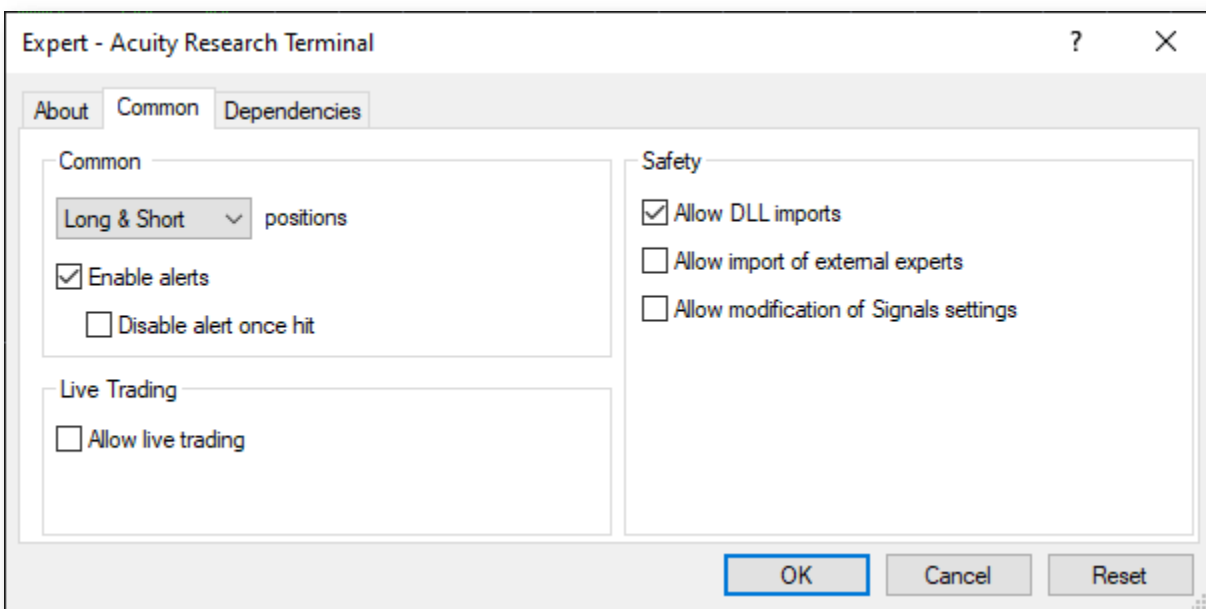 Expert - Acuity Research Terminal
?
About
Common
Dependencies
Common
Long & Short
positions
Enable alerts
Disable alert once hit
Live Trading
Allow live trading
Safety
Allow DLL imports
Allow import of external experts
Allow modification of Signals settings
OK
Cancel
Reset